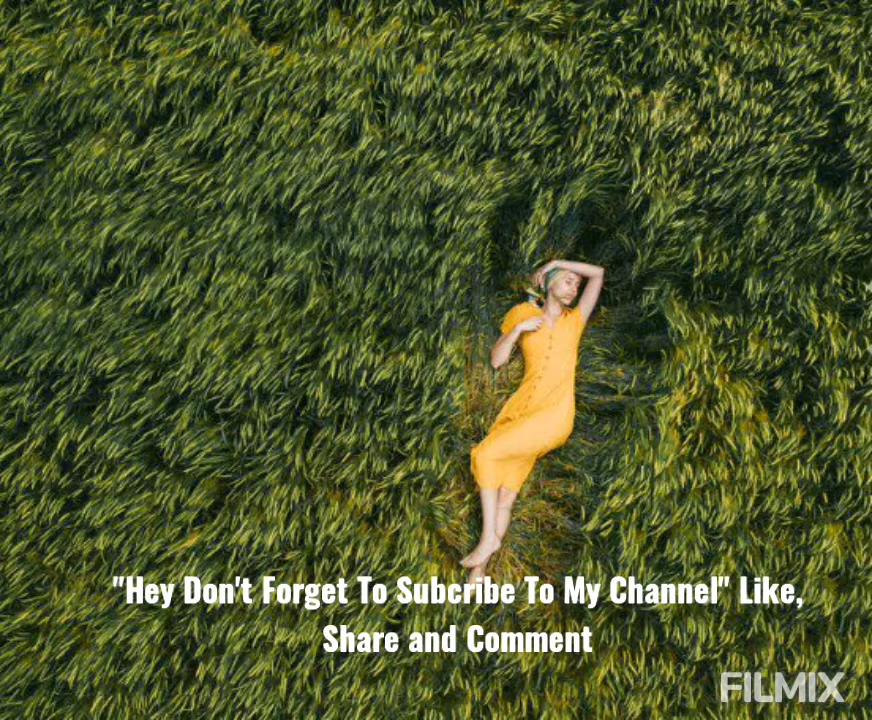 "Hey Don't Forget To Subcribe To My Channel" Like,
Share and Comment
FILMIX